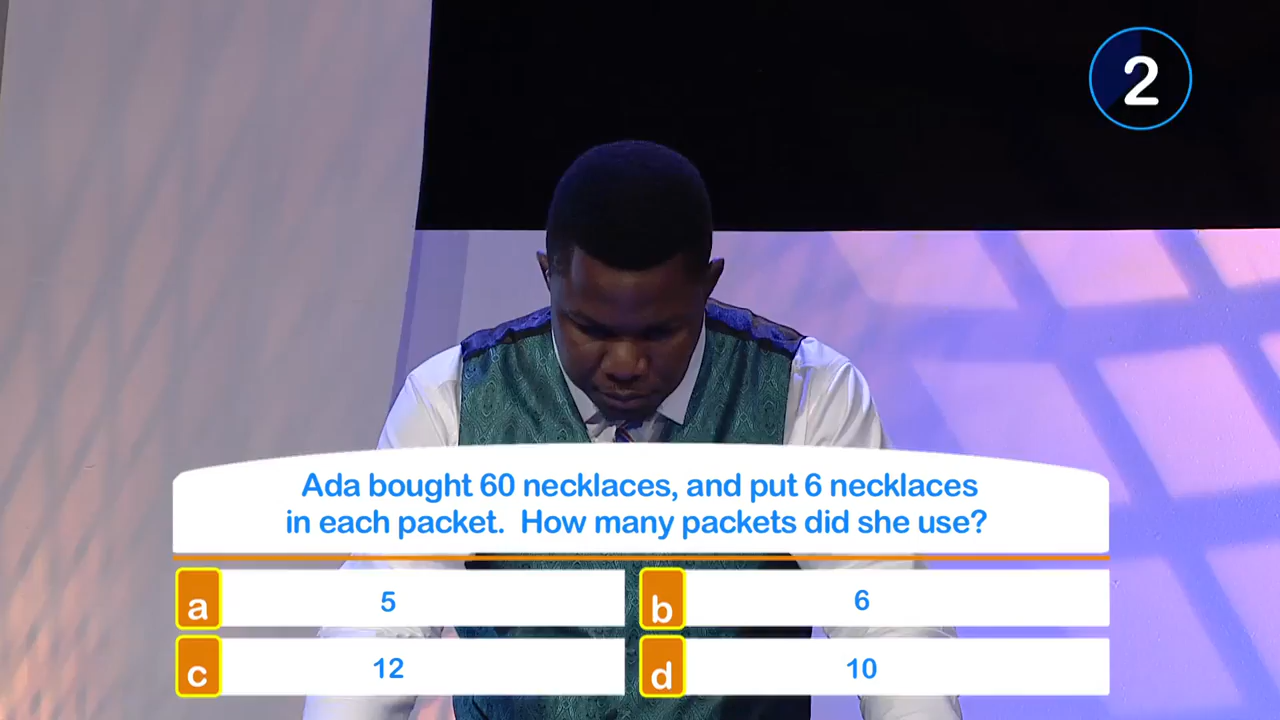 2
Ada bought 60 necklaces, and put 6 necklaces
in each packet. How many packets did she use?
a 5
b 6
c 12
d 10